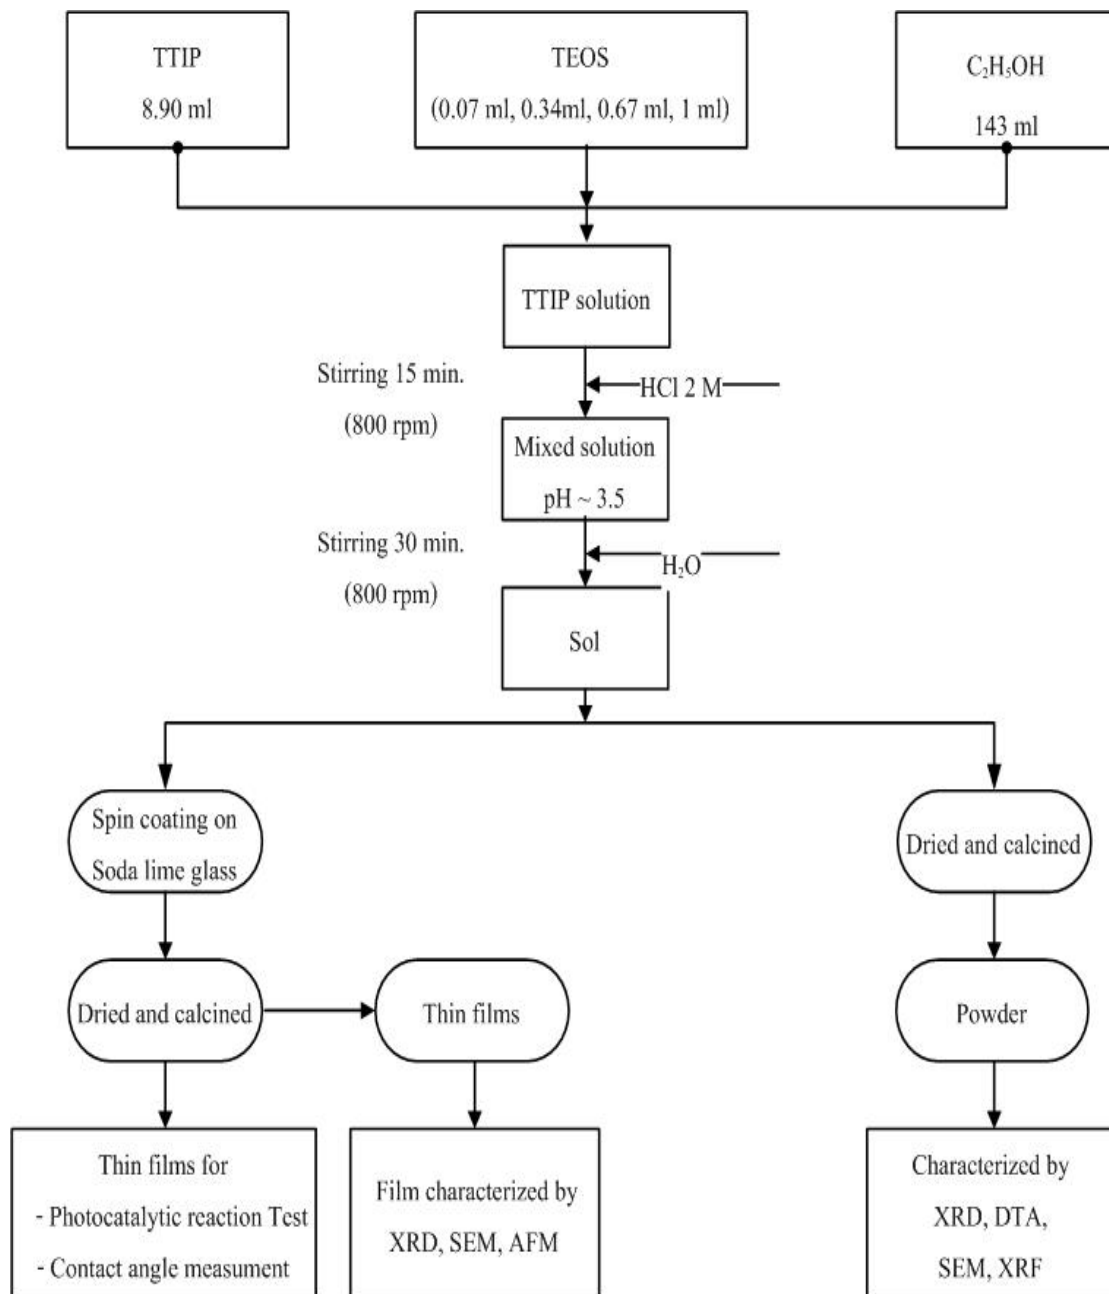 TTIP
8.90 ml
TEOS
(0.07 ml, 0.34ml, 0.67 ml, 1 ml)
C₂H₅OH
143 ml
TTIP solution
Stirring 15 min.
(800 rpm)
HCl 2 M
Mixed solution
pH ~ 3.5
Stirring 30 min.
(800 rpm)
H₂O
Sol
Spin coating on
Soda lime glass
Dried and calcined
Dried and calcined
Thin films
Powder
Thin films for
- Photocatalytic reaction Test
- Contact angle measument
Film characterized by
XRD, SEM, AFM
Characterized by
XRD, DTA,
SEM, XRF